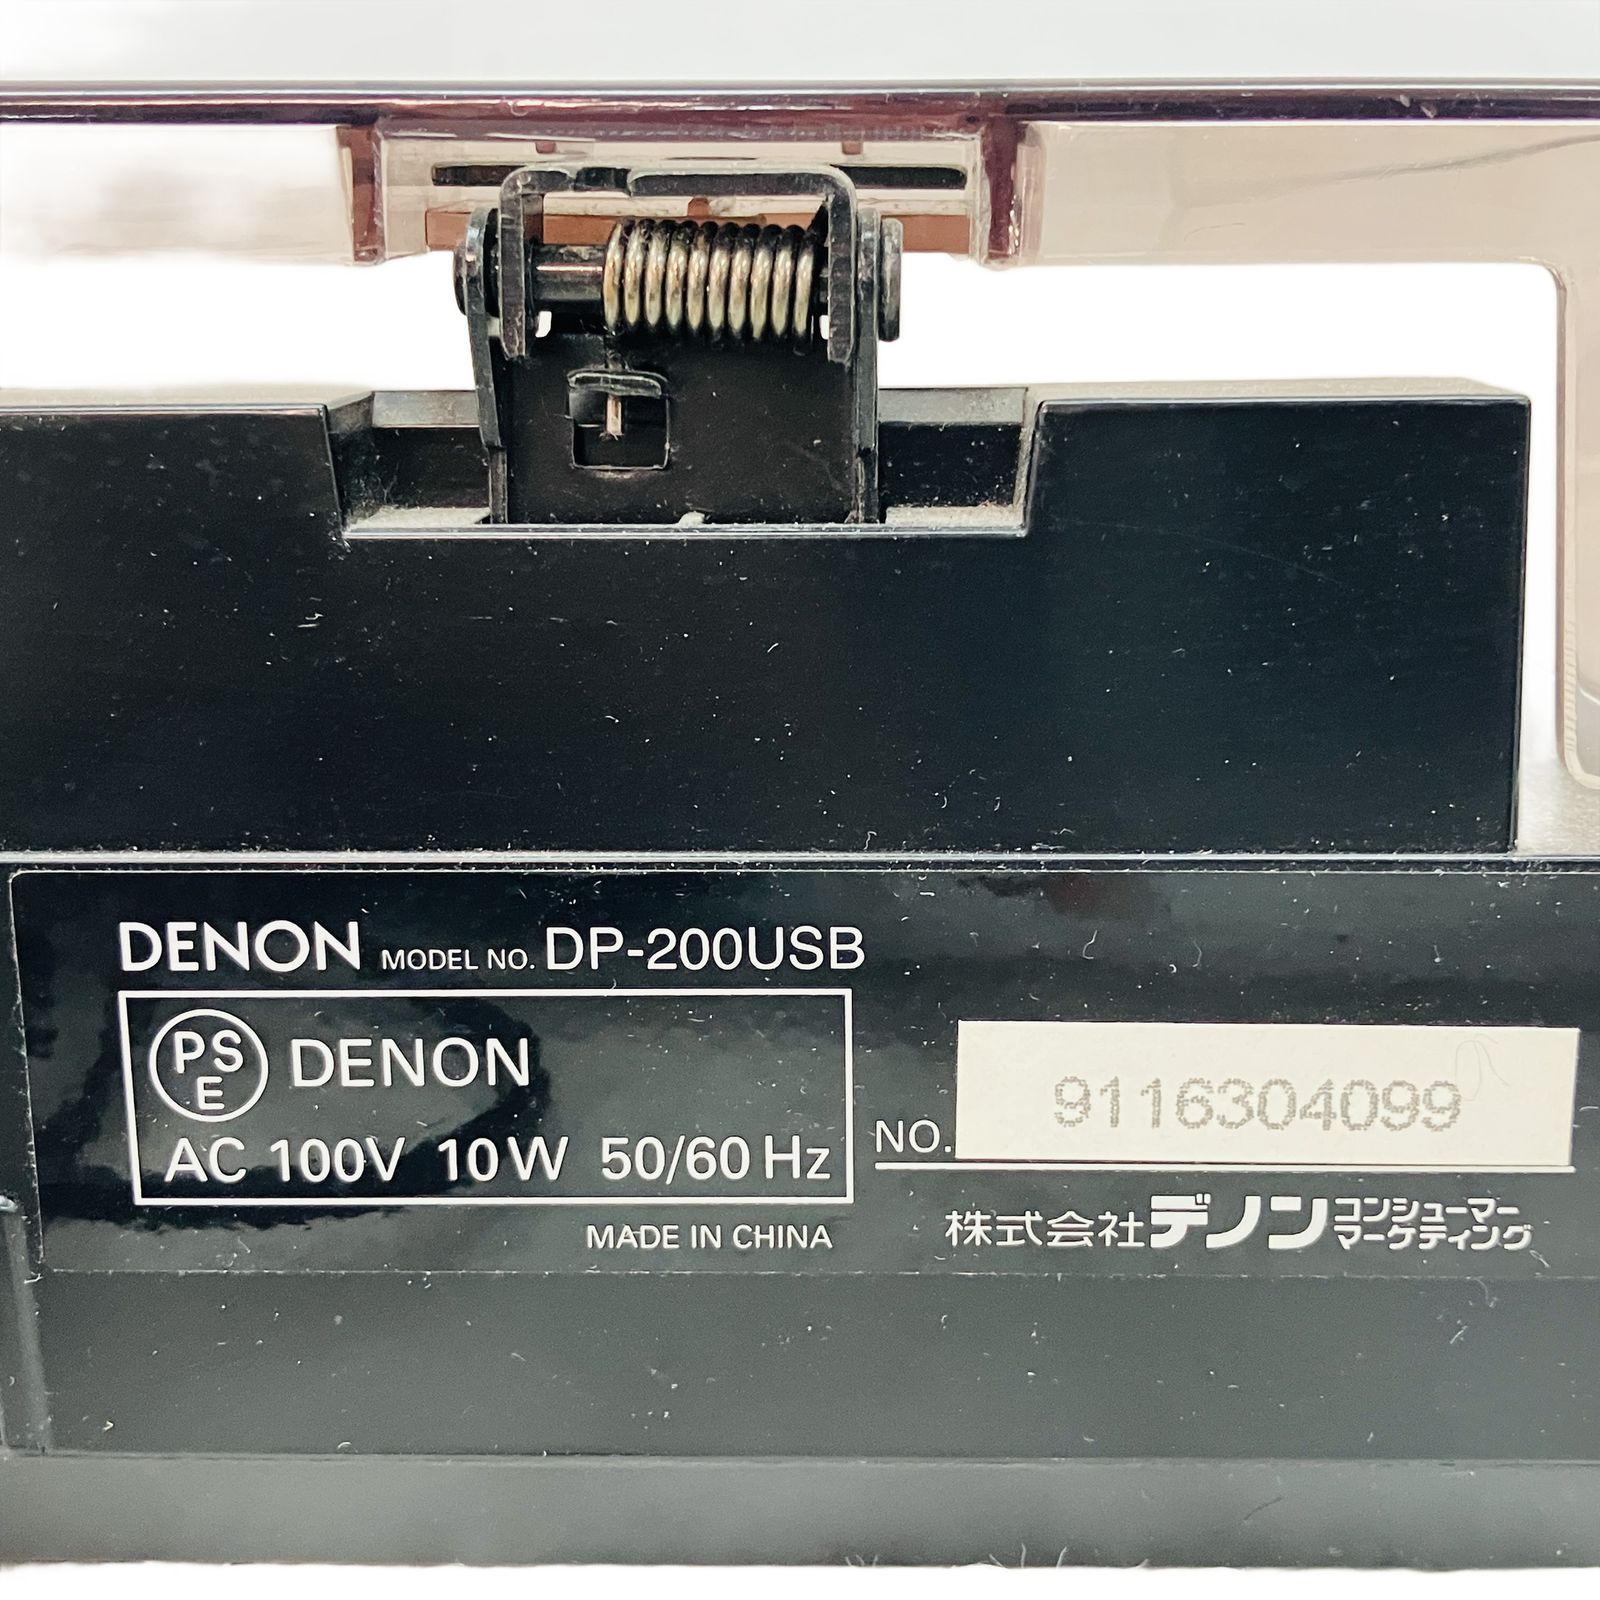 DENON MODEL NO. DP-200USB
PSE DENON
AC 100V 10W 50/60 Hz
MADE IN CHINA
NO. 9116304099
株式会社デノン コンシューマー
マーケティング